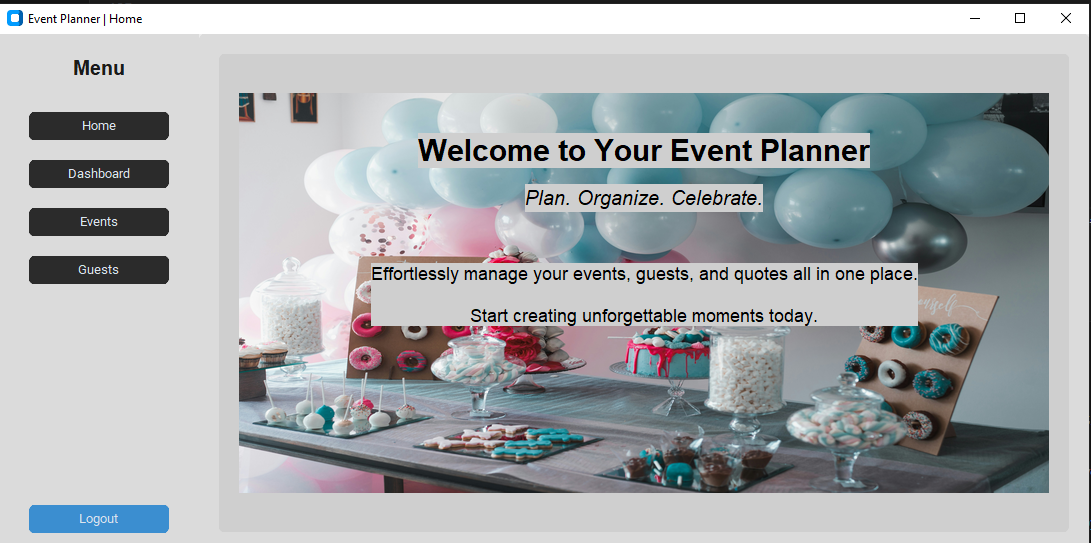 Event Planner | Home
Menu
Home
Dashboard
Events
Guests
Logout
Welcome to Your Event Planner
Plan. Organize. Celebrate.
Effortlessly manage your events, guests, and quotes all in one place.
Start creating unforgettable moments today.